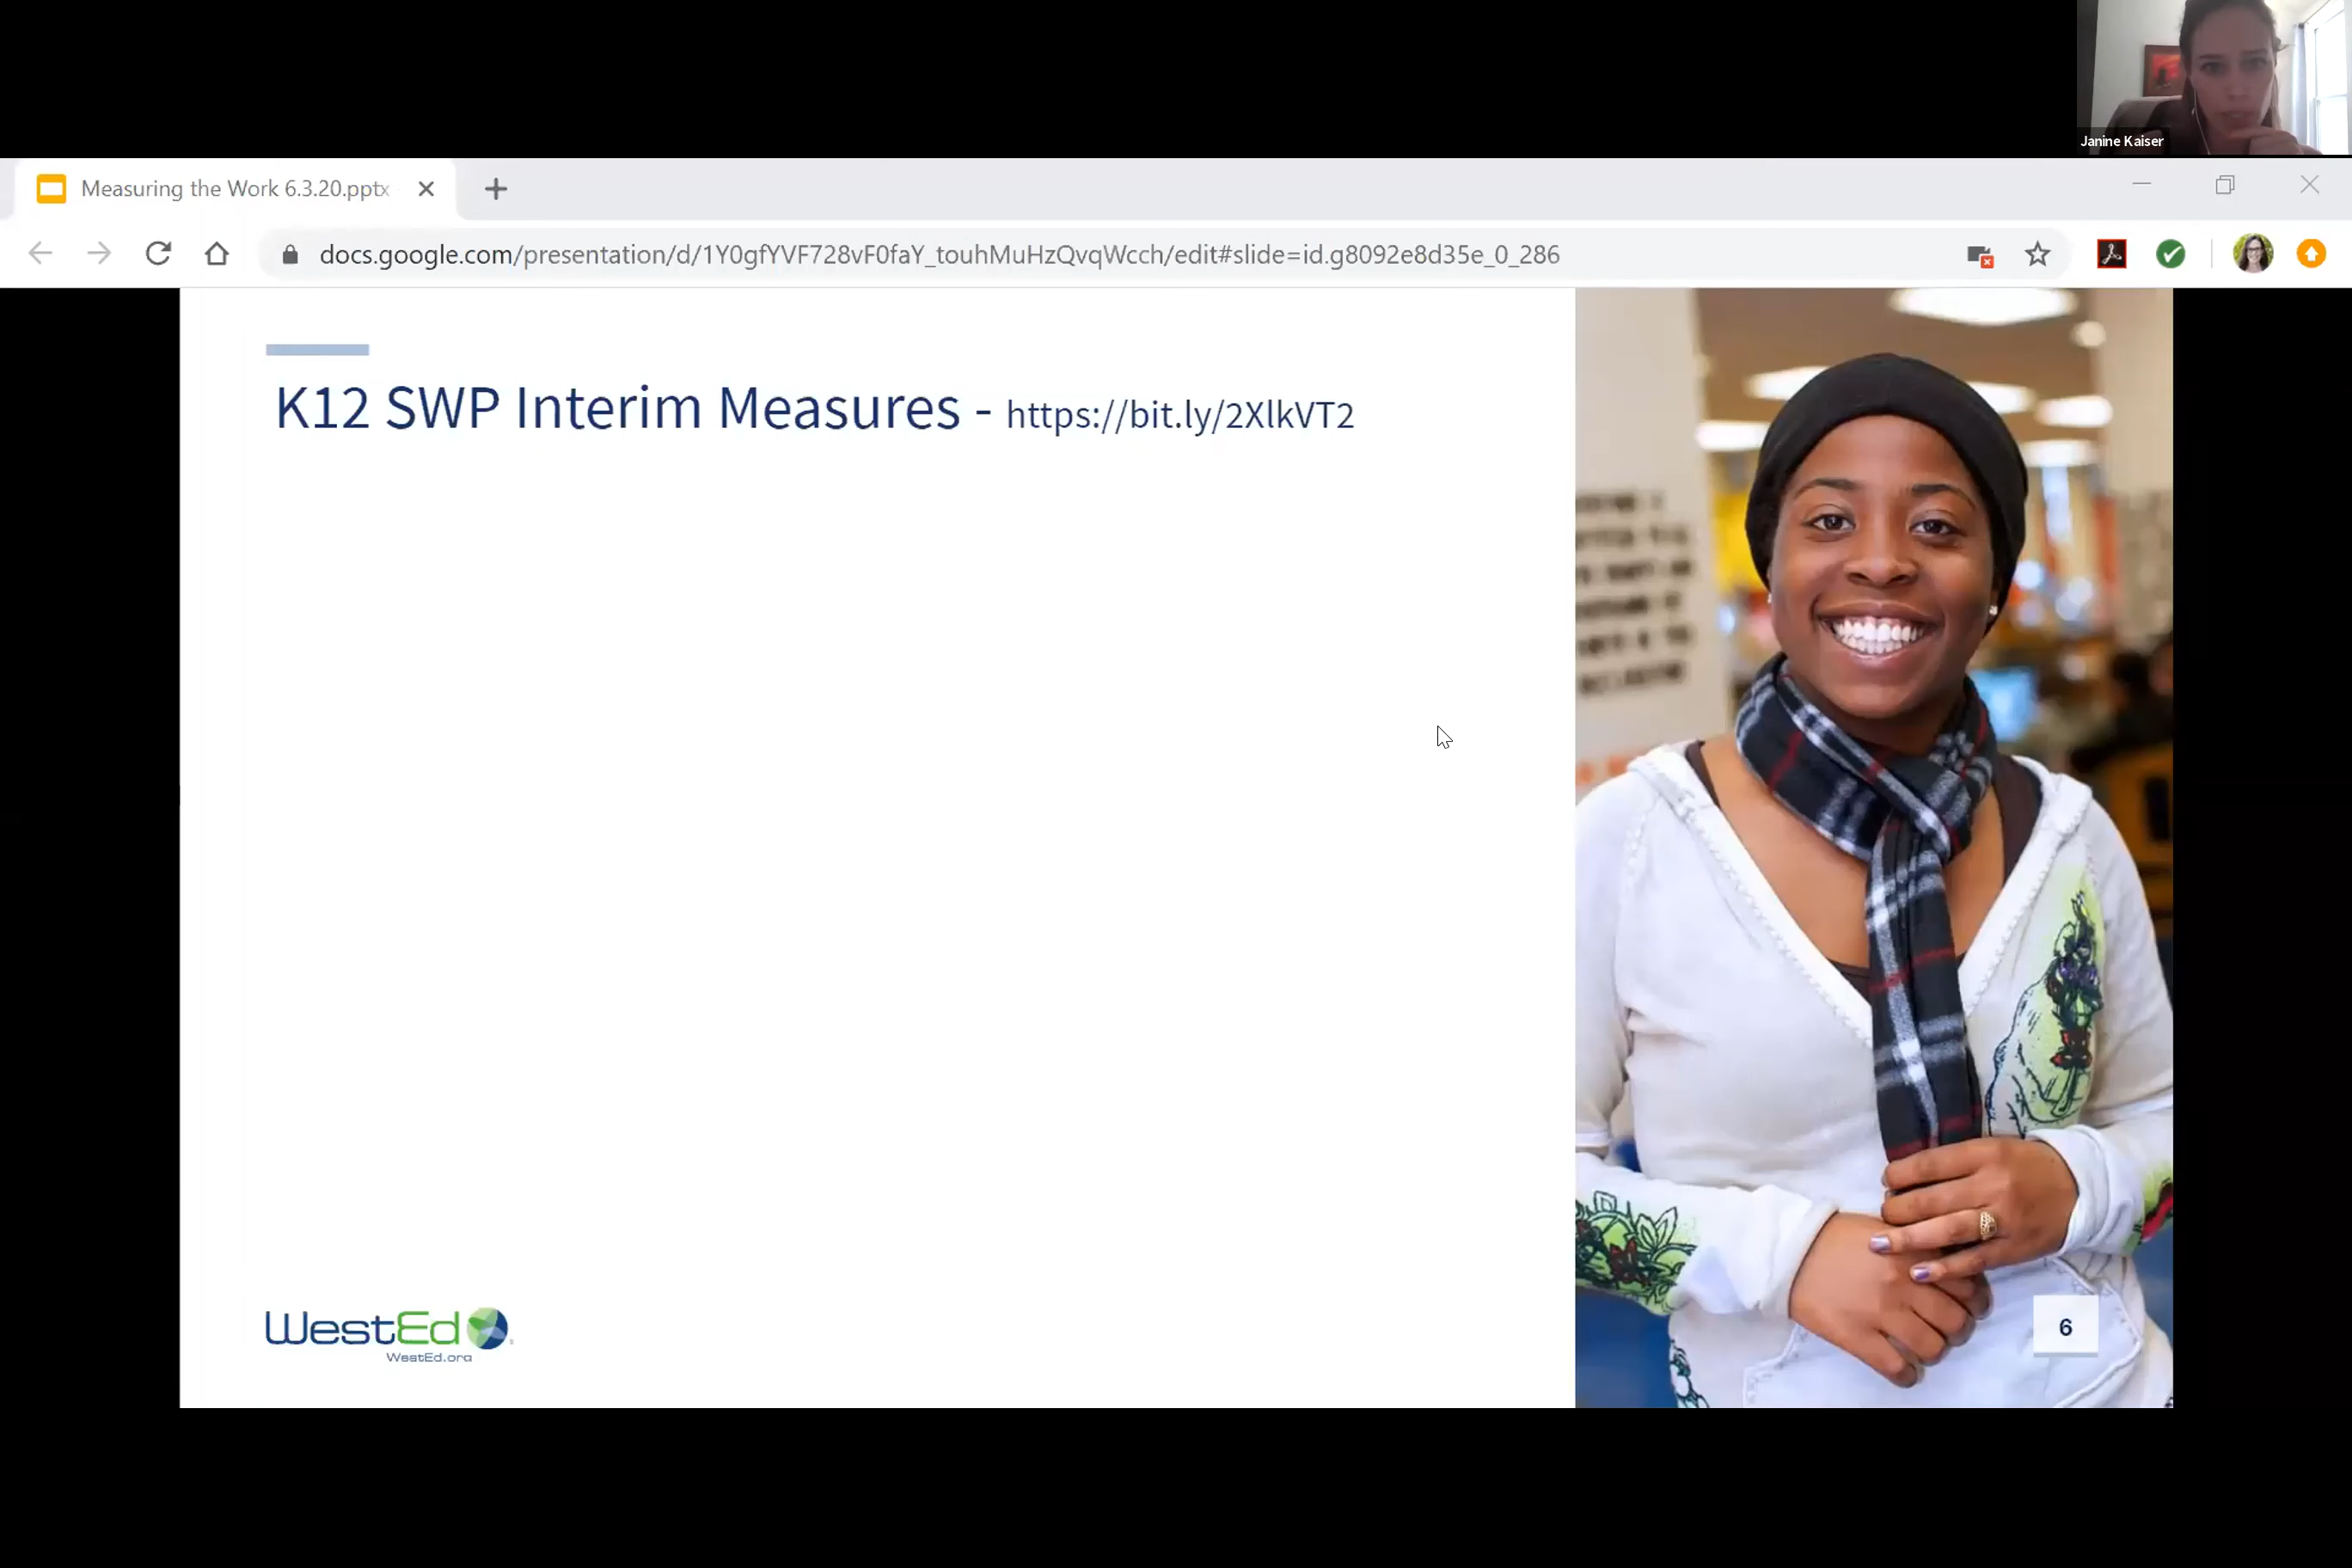 Janine Kaiser
Measuring the Work 6.3.20.pptx
docs.google.com/presentation/d/1Y0gfYVF728vF0faY_touhMuHzQvqWcch/edit#slide=id.g8092e8d35e_0_286
K12 SWP Interim Measures - https://bit.ly/2XlkVT2
WestEd
WestEd.org
6